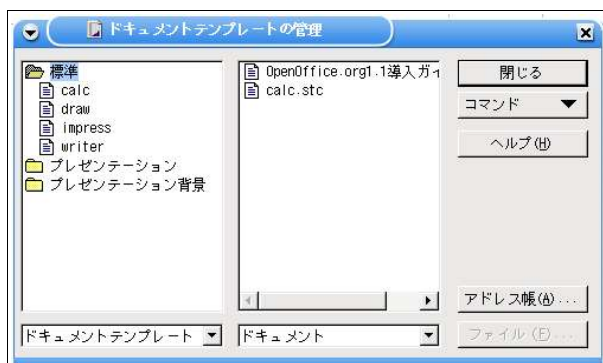 ドキュメントテンプレートの管理
標準
calc
draw
impress
writer
プレゼンテーション
プレゼンテーション背景
OpenOffice.org1.1導入ガイ
calc.stc
閉じる
コマンド
ヘルプ(H)
アドレス帳(A)...
ファイル(F)...
ドキュメントテンプレート
ドキュメント